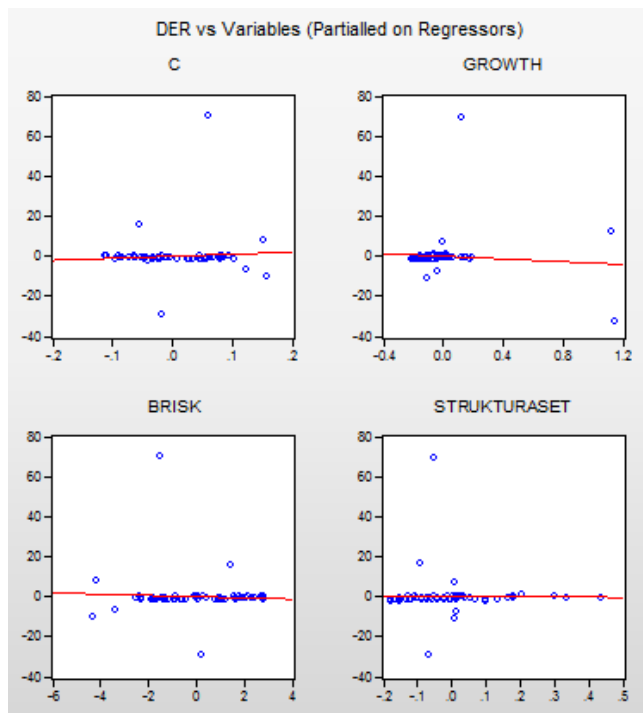 DER vs Variables (Partialled on Regressors)
C GROWTH
80 80
60 60
40 40
20 20
0 0
-20 -20
-40 -40
-.2 -.1 .0 .1 .2 -0.4 0.0 0.4 0.8 1.2
BRISK STRUKTURASET
80 80
60 60
40 40
20 20
0 0
-20 -20
-40 -40
-6 -4 -2 0 2 4 -.2 -.1 .0 .1 .2 .3 .4 .5